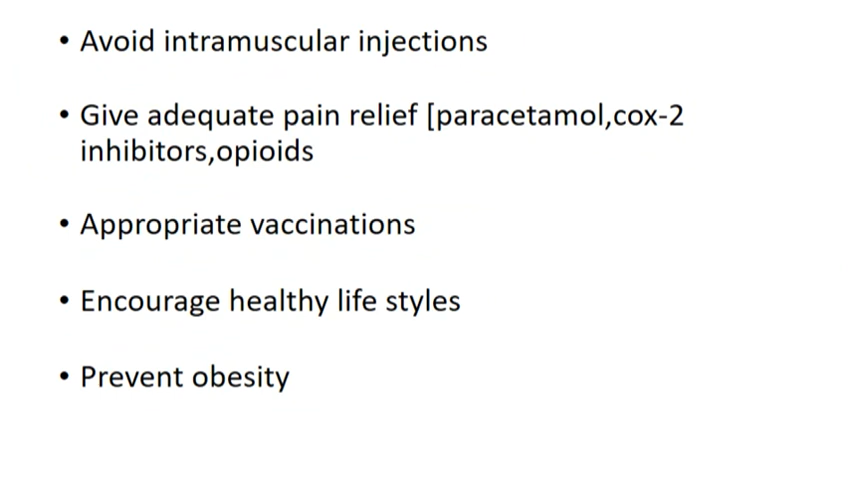 • Avoid intramuscular injections
• Give adequate pain relief [paracetamol,cox-2
inhibitors,opioids
• Appropriate vaccinations
• Encourage healthy life styles
• Prevent obesity